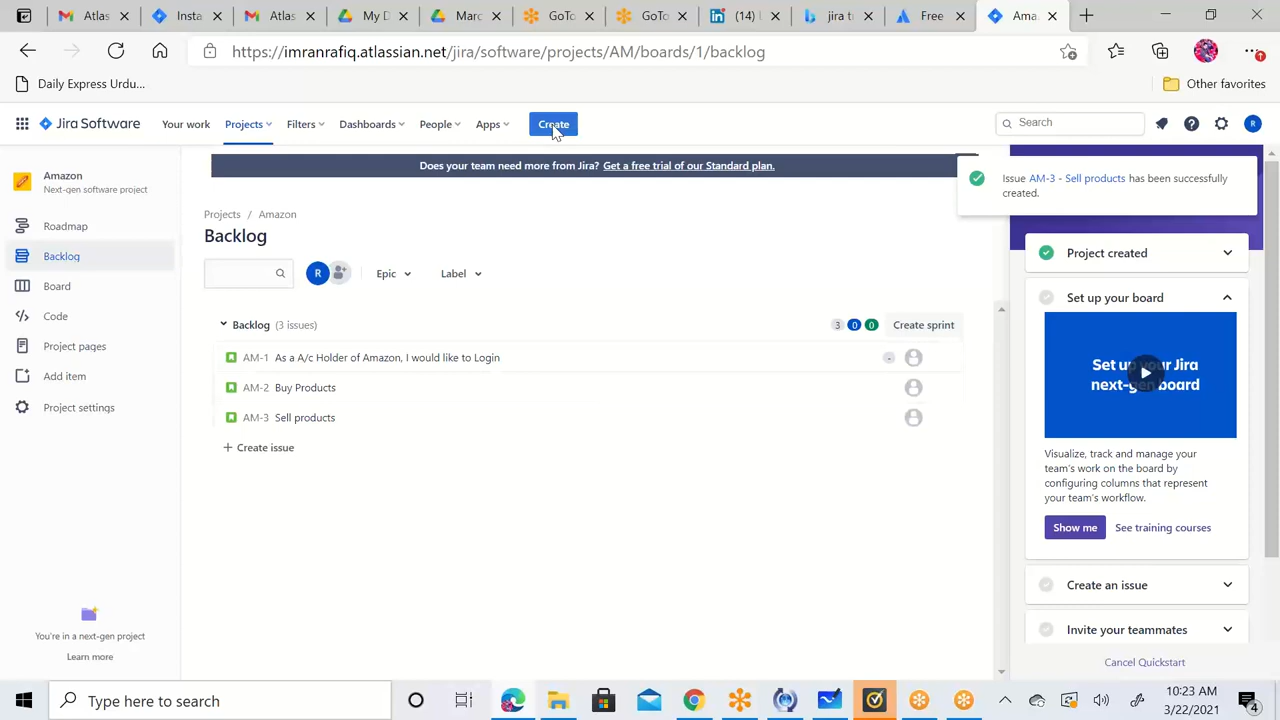 Atlas
Insta
My D
Marc
GoTo
GoTo
(14)
jira t
Free
Ama
https://imranrafiq.atlassian.net/jira/software/projects/AM/boards/1/backlog
Daily Express Urdu...
Other favorites
Jira Software
Your work
Projects
Filters
Dashboards
People
Apps
Create
Search
R
Amazon
Next-gen software project
Does your team need more from Jira? Get a free trial of our Standard plan.
Issue AM-3 - Sell products has been successfully
created.
Roadmap
Backlog
Board
Code
Project pages
Add item
Project settings
You're in a next-gen project
Learn more
Projects / Amazon
Backlog
R
Epic
Label
Backlog (3 issues)
3 0 0
Create sprint
AM-1 As a A/c Holder of Amazon, I would like to Login
-
AM-2 Buy Products
AM-3 Sell products
+ Create issue
Project created
Set up your board
Set up your Jira
next-gen board
Visualize, track and manage your
team's work on the board by
configuring columns that represent
your team's workflow.
Show me
See training courses
Create an issue
Invite your teammates
Cancel Quickstart
Type here to search
10:23 AM
3/22/2021
4